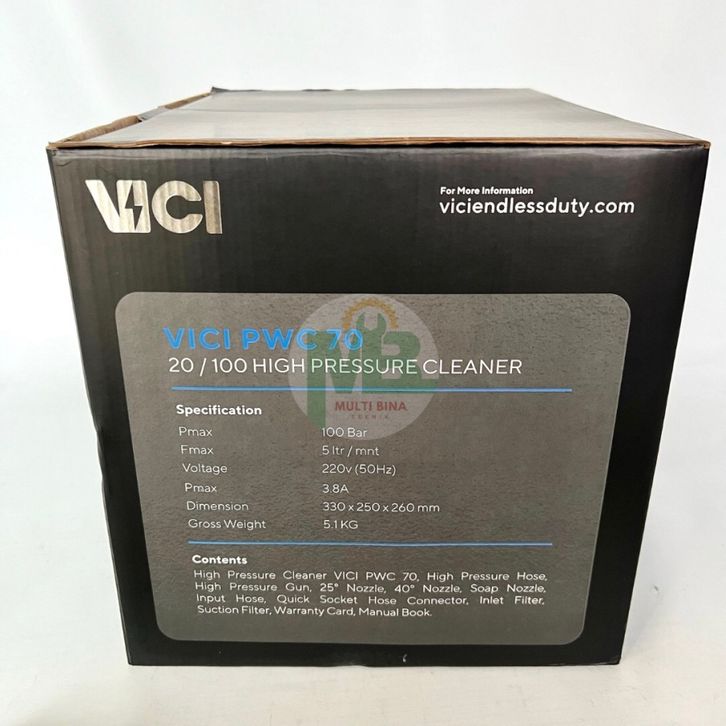 VICI
For More Information
viciendlessduty.com
VICI PWC 70
20 / 100 HIGH PRESSURE CLEANER
MULTI BINA
TEKNIK
Specification
Pmax 100 Bar
Fmax 5 ltr / mnt
Voltage 220v (50Hz)
Pmax 3.8A
Dimension 330 x 250 x 260 mm
Gross Weight 5.1 KG
Contents
High Pressure Cleaner VICI PWC 70, High Pressure Hose,
High Pressure Gun, 25° Nozzle, 40° Nozzle, Soap Nozzle,
Input Hose, Quick Socket Hose Connector, Inlet Filter,
Suction Filter, Warranty Card, Manual Book.